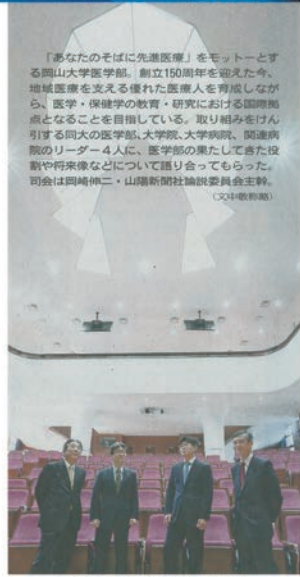 「あなたのそばに先進医療」をモットーとす
る岡山大学医学部。創立150周年を迎えた今、
地域医療を支える優れた医療人を育成しなが
ら、医学・保健学の教育・研究における国際拠
点となることを目指している。取り組みをけん
引する同大の医学部、大学院、大学病院、関連病
院のリーダー4人に、医学部の果たしてきた役
割や将来像などについて語り合ってもらった。
司会は岡崎伸二・山陽新聞社論説委員会主幹。
（文中敬称略）